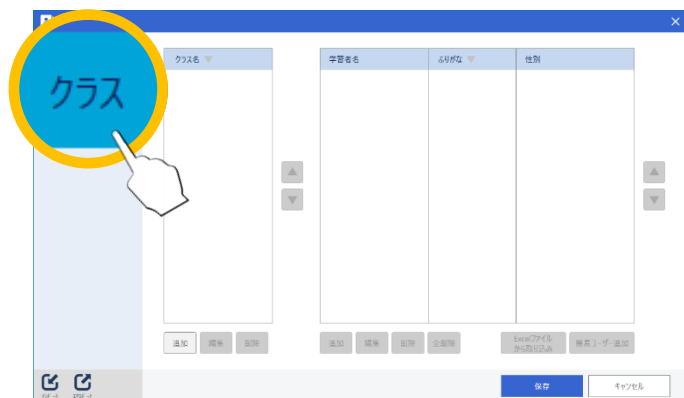 クラス
クラス名
学習者名 ふりがな 性別
追加 編集 削除
追加 編集 削除 全削除
Excelファイル
から取り込み
簡易ユーザー追加
保存 キャンセル